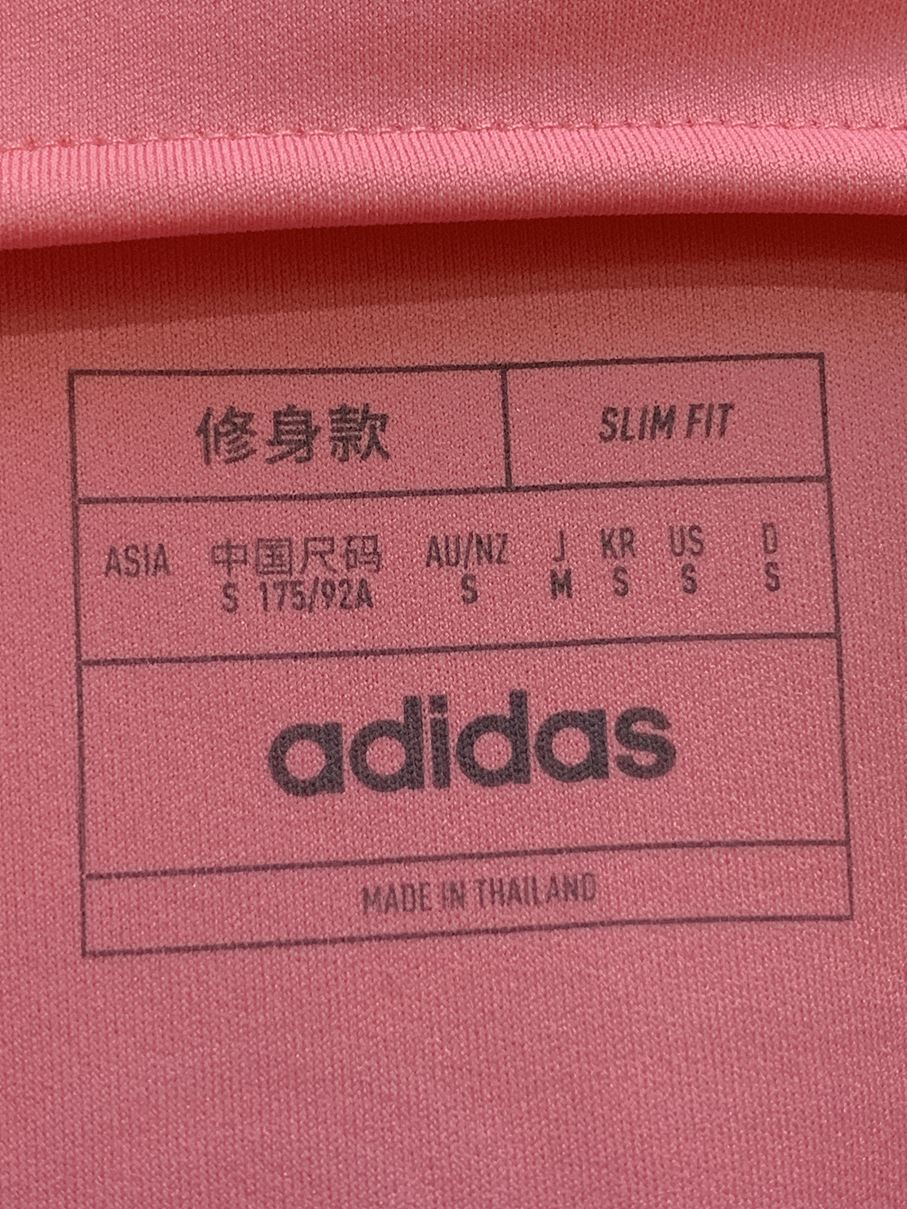 修身款 SLIM FIT
ASIA 中国尺码 AU/NZ J KR US D
S 175/92A S M S S S
adidas
MADE IN THAILAND